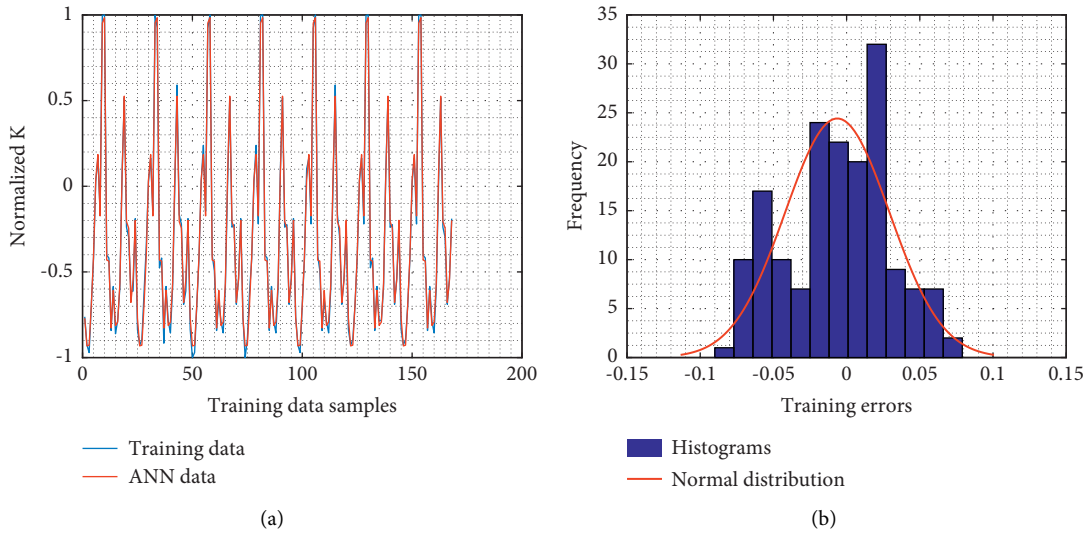 1
0.5
0
-0.5
-1
Normalized K
0
50
100
150
200
Training data samples
Training data
ANN data
(a)
35
30
25
20
15
10
5
0
Frequency
-0.15
-0.1
-0.05
0
0.05
0.1
0.15
Training errors
Histograms
Normal distribution
(b)